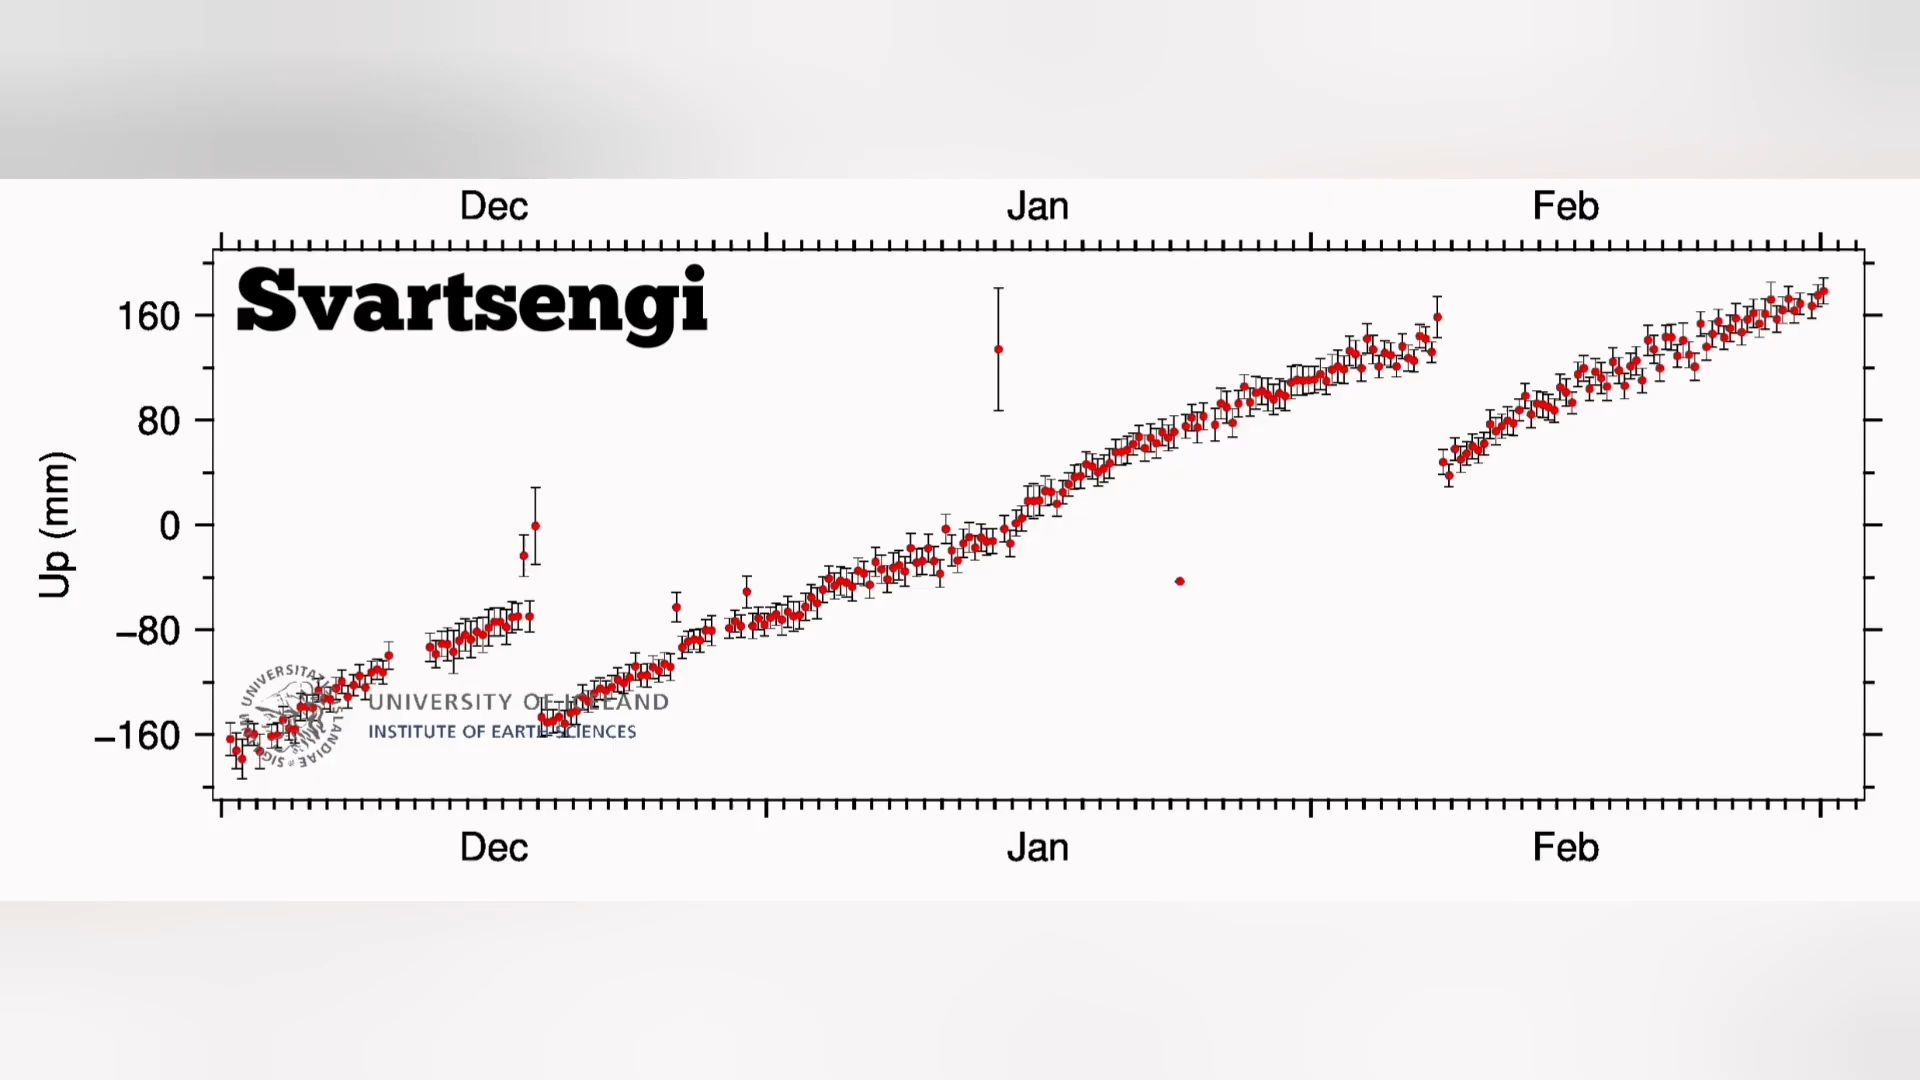 Dec Jan Feb
Svartsengi
160
80
0
−80
−160
Up (mm)
UNIVERSITY OF ICELAND
INSTITUTE OF EARTH SCIENCES
Dec Jan Feb